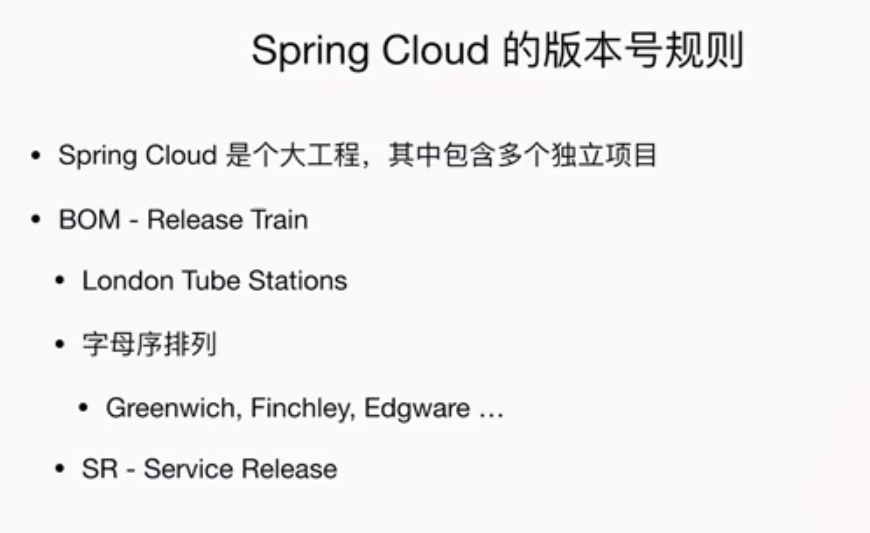 Spring Cloud 的版本号规则
• Spring Cloud 是个大工程，其中包含多个独立项目
• BOM - Release Train
• London Tube Stations
• 字母序排列
• Greenwich, Finchley, Edgware …
• SR - Service Release